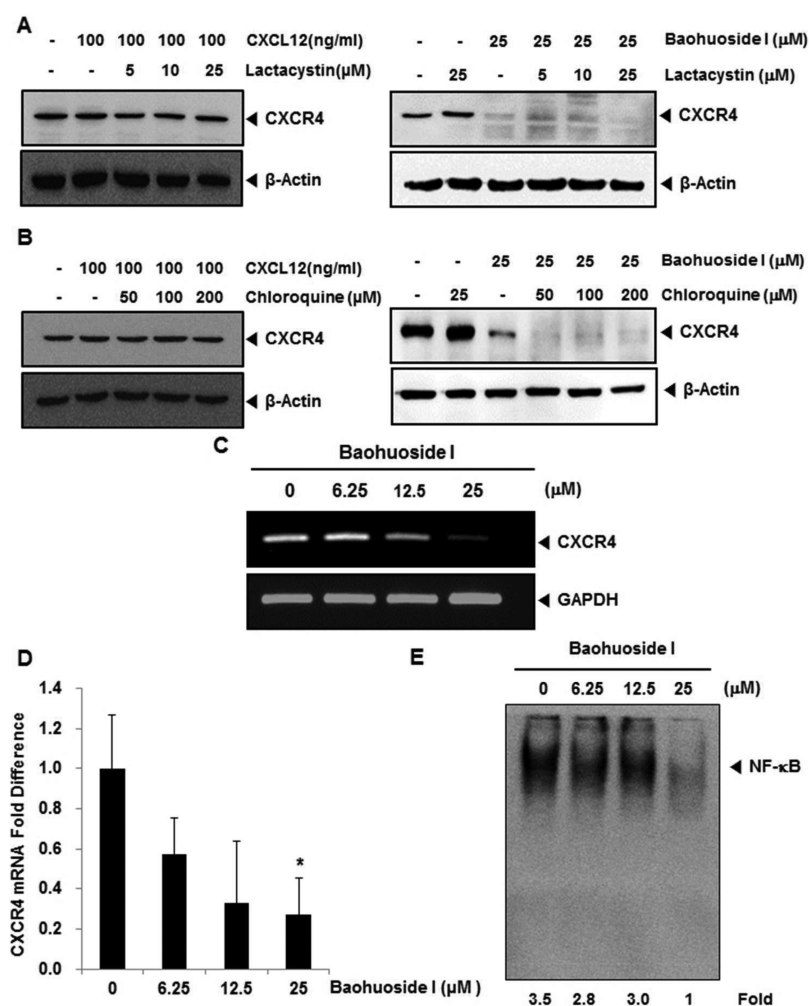 A
- 100 100 100 100 CXCL12(ng/ml)
- - 5 10 25 Lactacystin(μM)
CXCR4
β-Actin
- - 25 25 25 25 Baohuoside I (μM)
- 25 - 5 10 25 Lactacystin (μM)
CXCR4
β-Actin
B
- 100 100 100 100 CXCL12(ng/ml)
- - 50 100 200 Chloroquine (μM)
CXCR4
β-Actin
- - 25 25 25 25 Baohuoside I (μM)
- 25 - 50 100 200 Chloroquine (μM)
CXCR4
β-Actin
C
Baohuoside I
0 6.25 12.5 25 (μM)
CXCR4
GAPDH
D
CXCR4 mRNA Fold Difference
1.4
1.2
1.0
0.8
0.6
0.4
0.2
0.0
*
0 6.25 12.5 25 Baohuoside I (μM )
E
Baohuoside I
0 6.25 12.5 25 (μM)
NF-κB
3.5 2.8 3.0 1 Fold